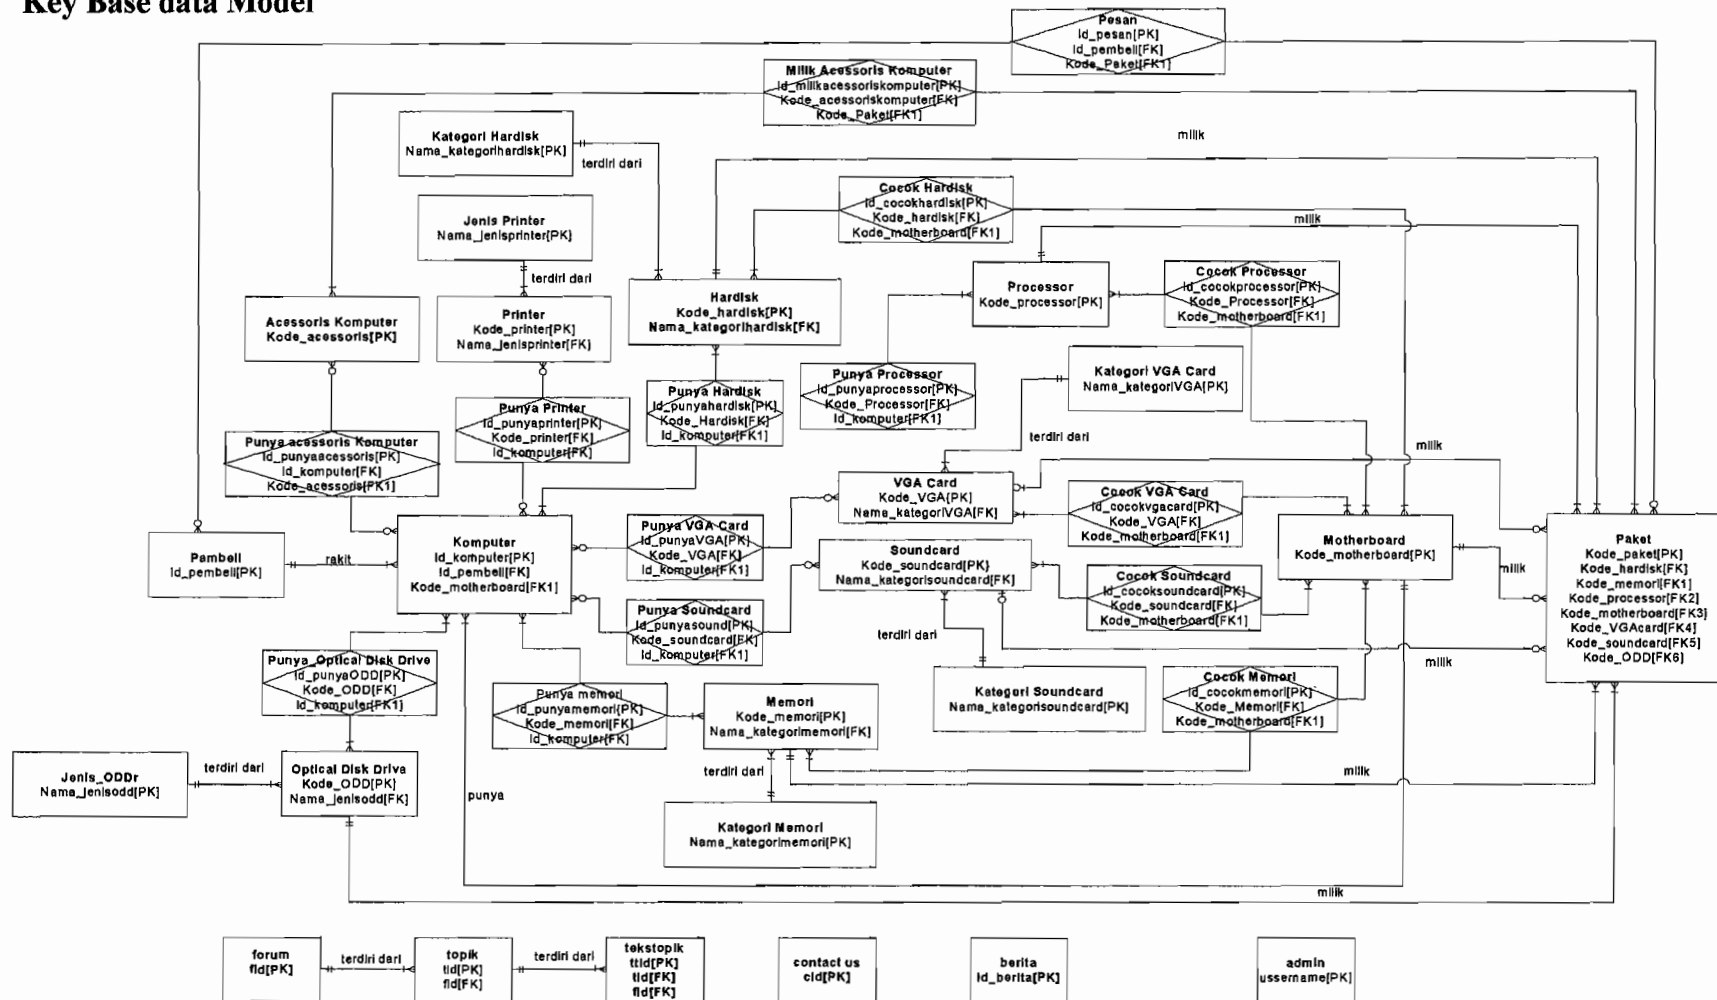 Key Base data Model
Pesan
Id_pesan[PK]
Id_pembeli[FK]
Kode_Paket[FK1]
Milik Acessoris Komputer
Id_milikacessoriskomputer[PK]
Kode_acessoriskomputer[FK]
Kode_Paket[FK1]
milik
Kategori Hardisk
Nama_kategorihardisk[PK]
terdiri dari
Cocok Hardisk
Id_cocokhardisk[PK]
Kode_hardisk[FK]
Kode_motherboard[FK1]
milik
Jenis Printer
Nama_jenisprinter[PK]
terdiri dari
Acessoris Komputer
Kode_acessoris[PK]
Printer
Kode_printer[PK]
Nama_jenisprinter[FK]
Hardisk
Kode_hardisk[PK]
Nama_kategorihardisk[FK]
Processor
Kode_processor[PK]
Cocok Processor
Id_cocokprocessor[PK]
Kode_Processor[FK]
Kode_motherboard[FK1]
Punya Processor
Id_punyaprocessor[PK]
Kode_Processor[FK]
Id_komputer[FK1]
Kategori VGA Card
Nama_kategoriVGA[PK]
terdiri dari
Punya Hardisk
Id_punyahardisk[PK]
Kode_Hardisk[FK]
Id_komputer[FK1]
Punya Printer
Id_punyaprinter[PK]
Kode_printer[FK]
Id_komputer[FK1]
Punya acessoris Komputer
Id_punyaacessoris[PK]
Id_komputer[FK]
Kode_acessoris[FK1]
milik
VGA Card
Kode_VGA[PK]
Nama_kategoriVGA[FK]
Cocok VGA Card
Id_cocokvgacard[PK]
Kode_VGA[FK]
Kode_motherboard[FK1]
Pembeli
Id_pembeli[PK]
rakit
Komputer
Id_komputer[PK]
Id_pembeli[FK]
Kode_motherboard[FK1]
Punya VGA Card
Id_punyaVGA[PK]
Kode_VGA[FK]
Id_komputer[FK1]
Soundcard
Kode_soundcard[PK]
Nama_kategorisoundcard[FK]
Motherboard
Kode_motherboard[PK]
milik
Paket
Kode_paket[PK]
Kode_hardisk[FK]
Kode_memori[FK1]
Kode_processor[FK2]
Kode_motherboard[FK3]
Kode_VGAcard[FK4]
Kode_soundcard[FK5]
Kode_ODD[FK6]
Cocok Soundcard
Id_cocoksoundcard[PK]
Kode_soundcard[FK]
Kode_motherboard[FK1]
Punya Soundcard
Id_punyasound[PK]
Kode_soundcard[FK]
Id_komputer[FK1]
terdiri dari
milik
Punya_Optical Disk Drive
Id_punyaODD[PK]
Kode_ODD[FK]
Id_komputer[FK1]
Punya memori
Id_punyamemori[PK]
Kode_memori[FK]
Id_komputer[FK]
Memori
Kode_memori[PK]
Nama_kategorimemori[FK]
Kategori Soundcard
Nama_kategorisoundcard[PK]
Cocok Memori
Id_cocokmemori[PK]
Kode_Memori[FK]
Kode_motherboard[FK1]
Jenis_ODDr
Nama_jenisodd[PK]
terdiri dari
Optical Disk Driva
Kode_ODD[PK]
Nama_jenisodd[FK]
punya
terdiri dari
milik
Kategori Memori
Nama_kategorimemori[PK]
milik
forum
fid[PK]
terdiri dari
topik
tid[PK]
fid[FK]
terdiri dari
tekstopik
ttid[PK]
tid[FK]
fid[FK]
contact us
cid[PK]
berita
id_berita[PK]
admin
ussername[PK]